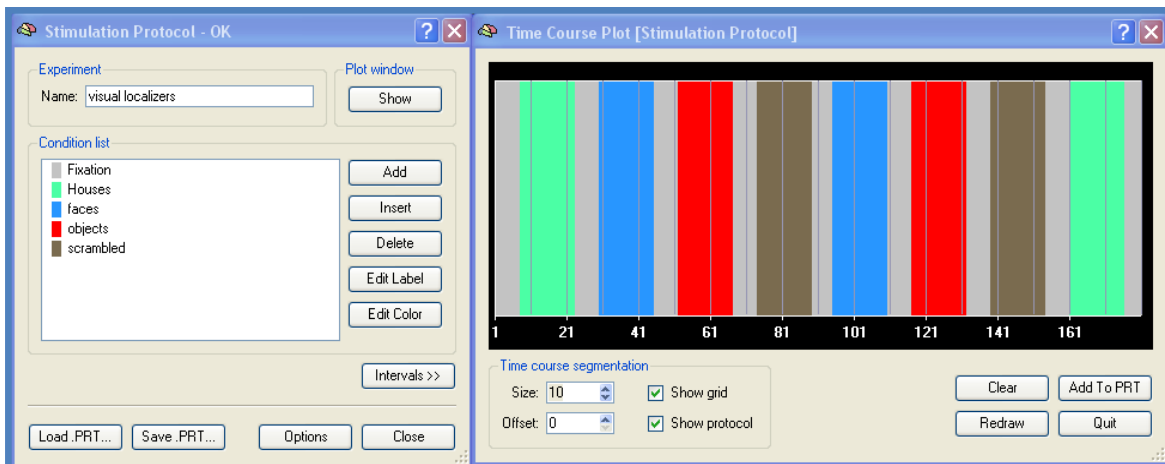 Stimulation Protocol - OK
Experiment
Name: visual localizers
Plot window
Show
Condition list
Fixation
Houses
faces
objects
scrambled
Add
Insert
Delete
Edit Label
Edit Color
Intervals >>
Load .PRT...
Save .PRT...
Options
Close
Time Course Plot [Stimulation Protocol]
1 21 41 61 81 101 121 141 161
Time course segmentation
Size: 10
Show grid
Offset: 0
Show protocol
Clear
Add To PRT
Redraw
Quit